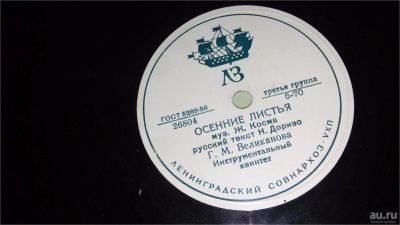 ЛЗ
ГОСТ 5289-56
26804
третья группа
5-70
ОСЕННИЕ ЛИСТЬЯ
муз. Ж. Косма
русский текст Н. Доризо
Г. М. Великанова
Инструментальный
квинтет
ЛЕНИНГРАДСКИЙ СОВНАРХОЗ·УХП
au.ru